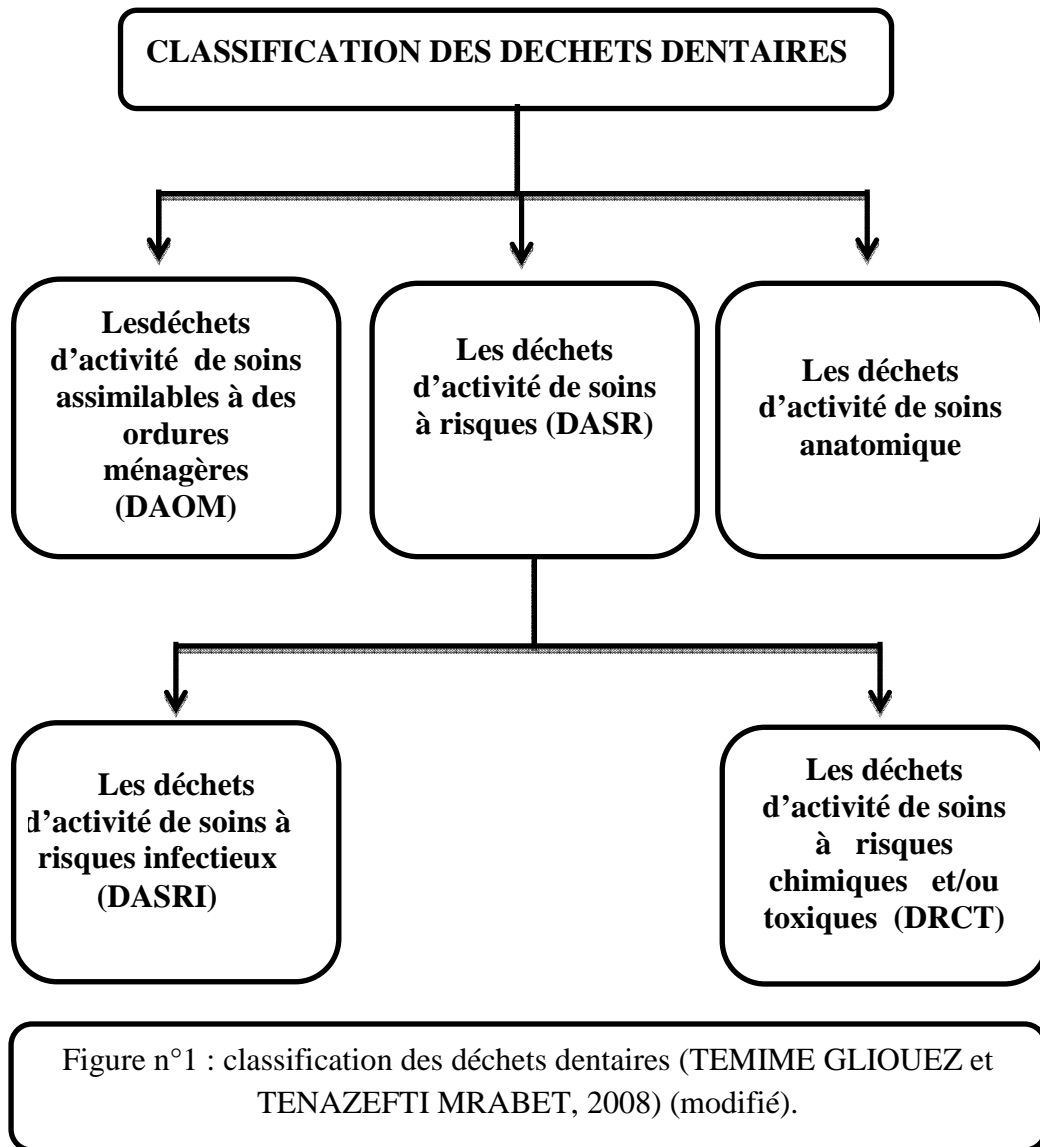 CLASSIFICATION DES DECHETS DENTAIRES
Lesdéchets
d’activité de soins
assimilables à des
ordures
ménagères
(DAOM)
Les déchets
d’activité de soins
à risques (DASR)
Les déchets
d’activité de soins
anatomique
Les déchets
d’activité de soins à
risques infectieux
(DASRI)
Les déchets
d’activité de soins
à risques
chimiques et/ou
toxiques (DRCT)
Figure n°1 : classification des déchets dentaires (TEMIME GLIOUEZ et
TENAZEFTI MRABET, 2008) (modifié).